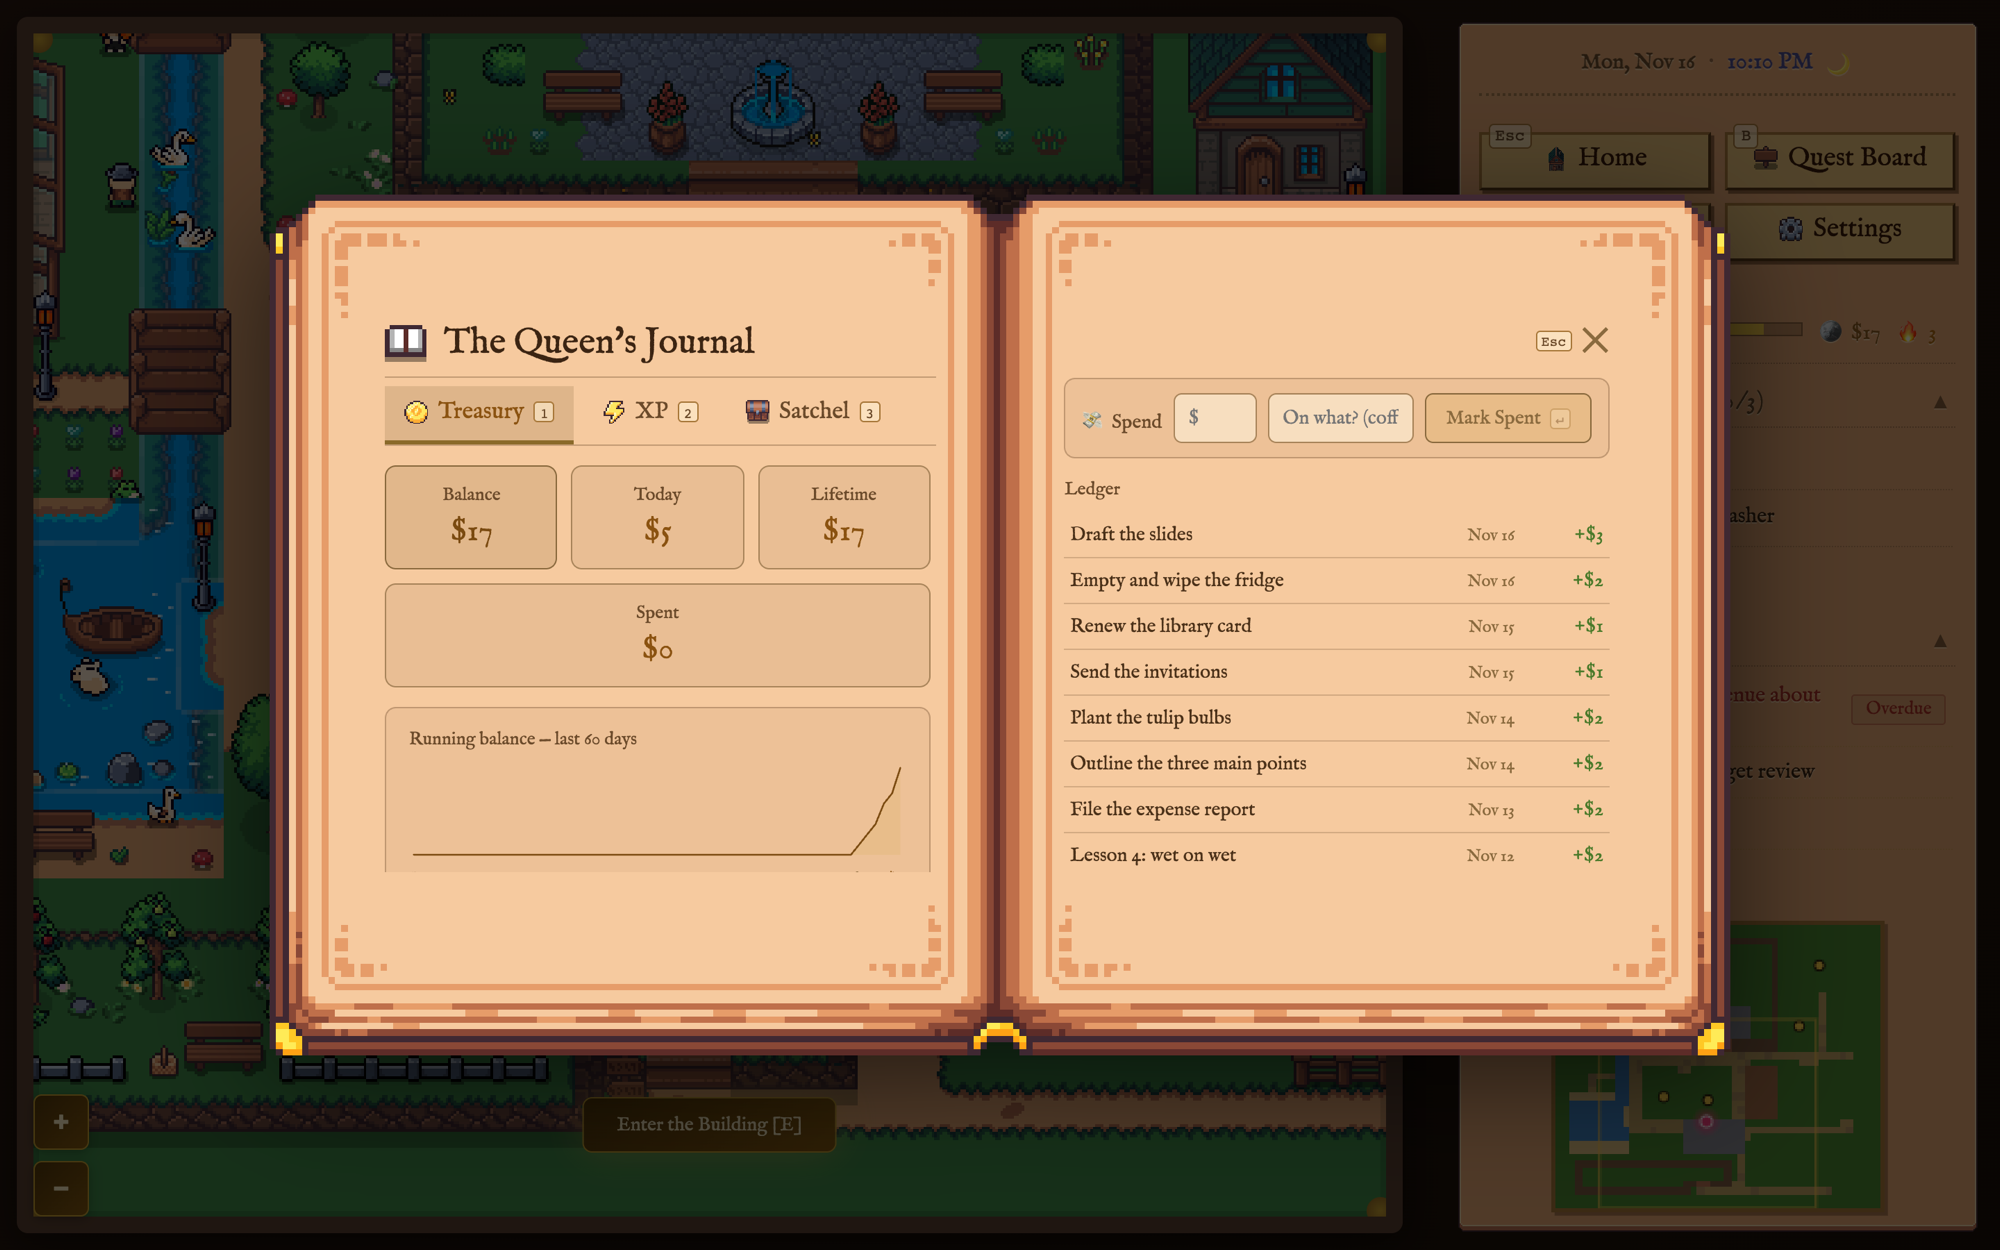 Mon, Nov 16 · 10:10 PM
Esc
Home
B
Quest Board
Settings
$17
3
/3)
asher
enue about
Overdue
get review
The Queen's Journal
Treasury 1
XP 2
Satchel 3
Balance
$17
Today
$5
Lifetime
$17
Spent
$0
Running balance – last 60 days
Esc
Spend
$
On what? (coff
Mark Spent ↵
Ledger
Draft the slides Nov 16 +$3
Empty and wipe the fridge Nov 16 +$2
Renew the library card Nov 15 +$1
Send the invitations Nov 15 +$1
Plant the tulip bulbs Nov 14 +$2
Outline the three main points Nov 14 +$2
File the expense report Nov 13 +$2
Lesson 4: wet on wet Nov 12 +$2
+
−
Enter the Building [E]